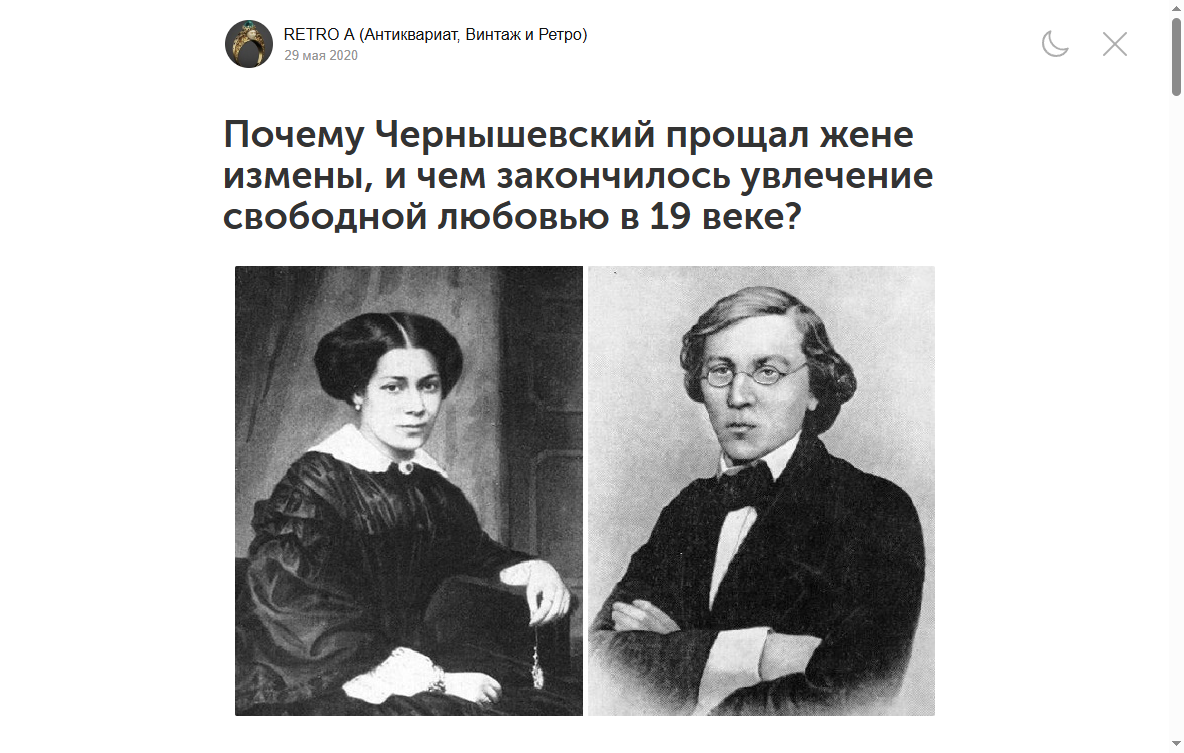 RETRO A (Антиквариат, Винтаж и Ретро)
29 мая 2020
Почему Чернышевский прощал жене
измены, и чем закончилось увлечение
свободной любовью в 19 веке?